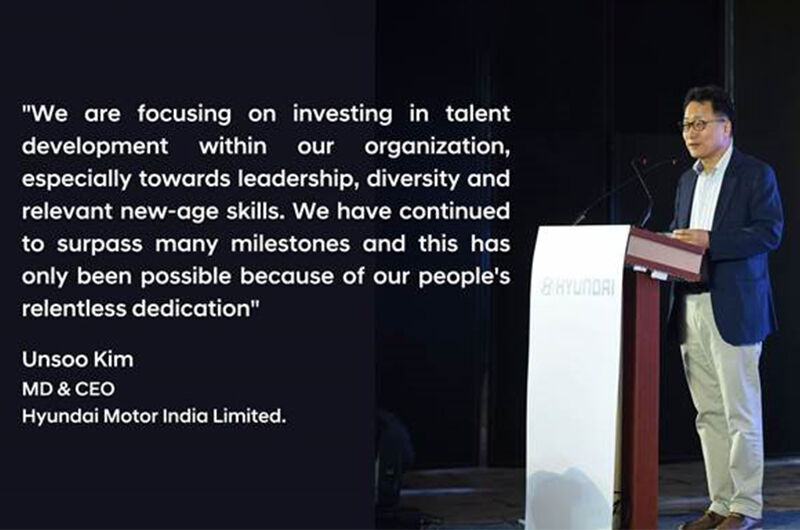 "We are focusing on investing in talent
development within our organization,
especially towards leadership, diversity and
relevant new-age skills. We have continued
to surpass many milestones and this has
only been possible because of our people's
relentless dedication"
Unsoo Kim
MD & CEO
Hyundai Motor India Limited.
HYUNDAI